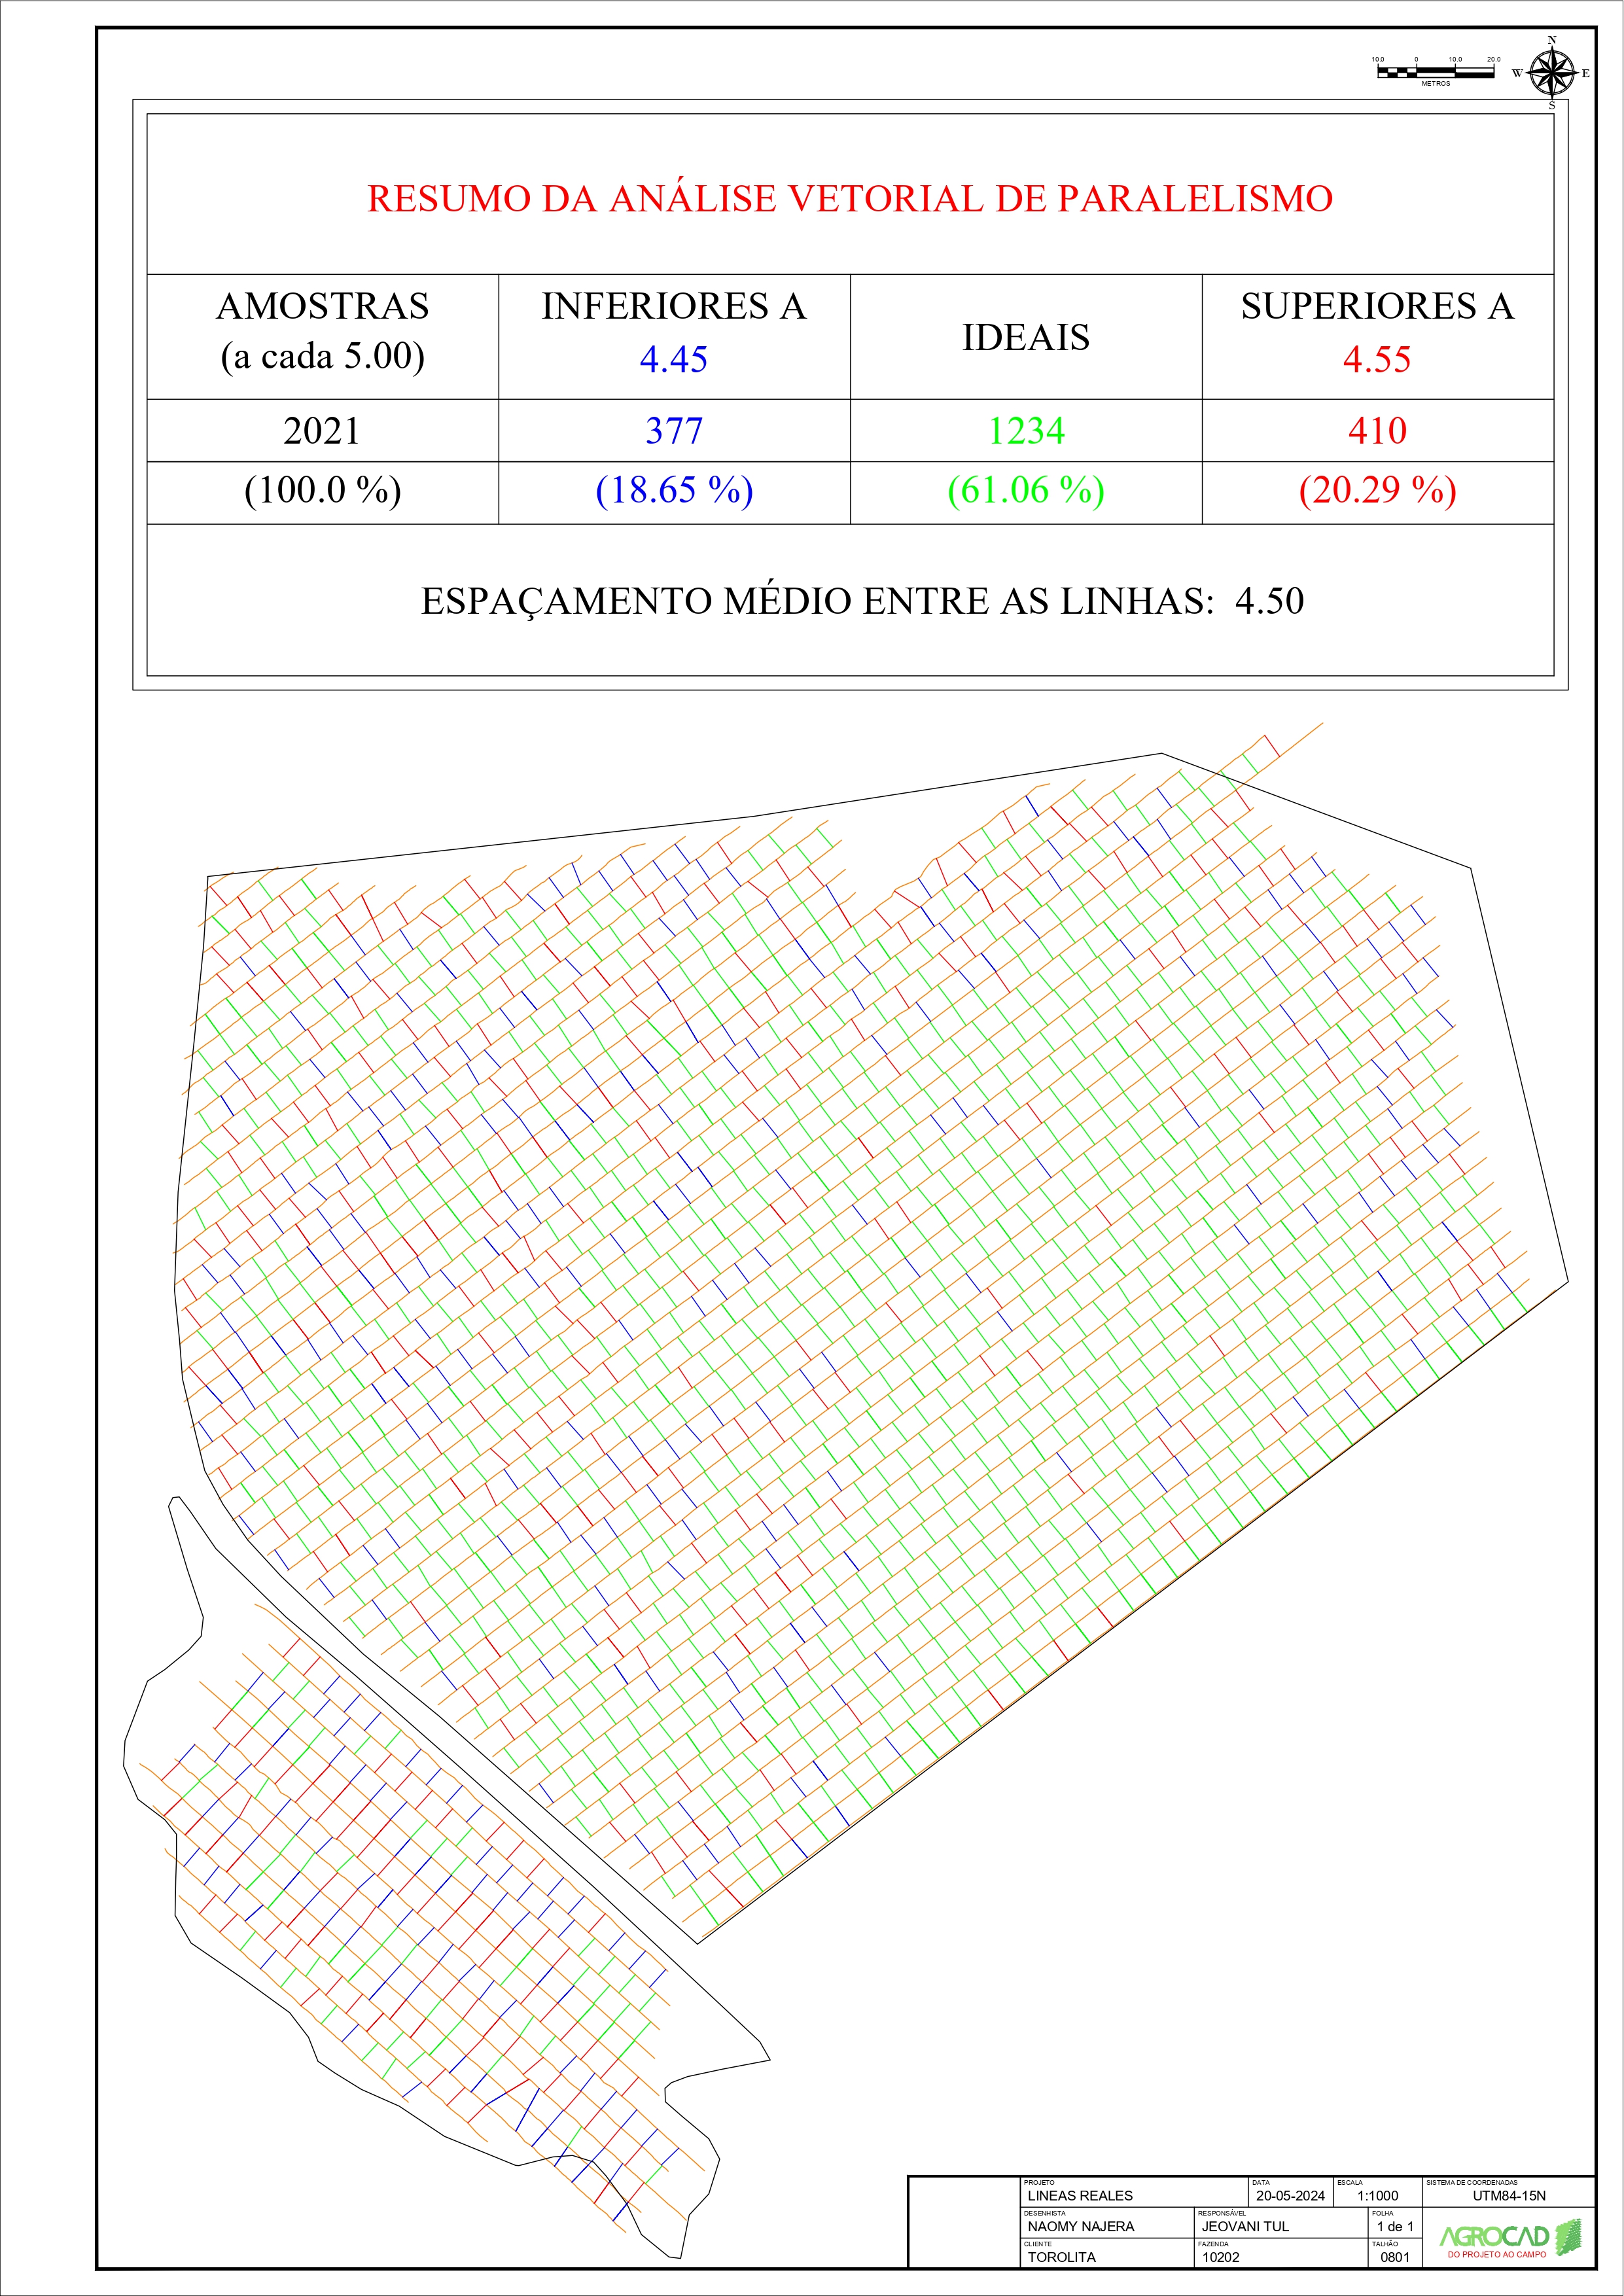 10.0 0 10.0 20.0
METROS
N
W E
S
RESUMO DA ANÁLISE VETORIAL DE PARALELISMO
AMOSTRAS
(a cada 5.00)
INFERIORES A
4.45
IDEAIS
SUPERIORES A
4.55
2021 377 1234 410
(100.0 %) (18.65 %) (61.06 %) (20.29 %)
ESPAÇAMENTO MÉDIO ENTRE AS LINHAS: 4.50
PROJETO DATA ESCALA SISTEMA DE COORDENADAS
LINEAS REALES 20-05-2024 1:1000 UTM84-15N
DESENHISTA RESPONSÁVEL FOLHA
NAOMY NAJERA JEOVANI TUL 1 de 1
CLIENTE FAZENDA TALHÃO
TOROLITA 10202 0801
AGROCAD
DO PROJETO AO CAMPO